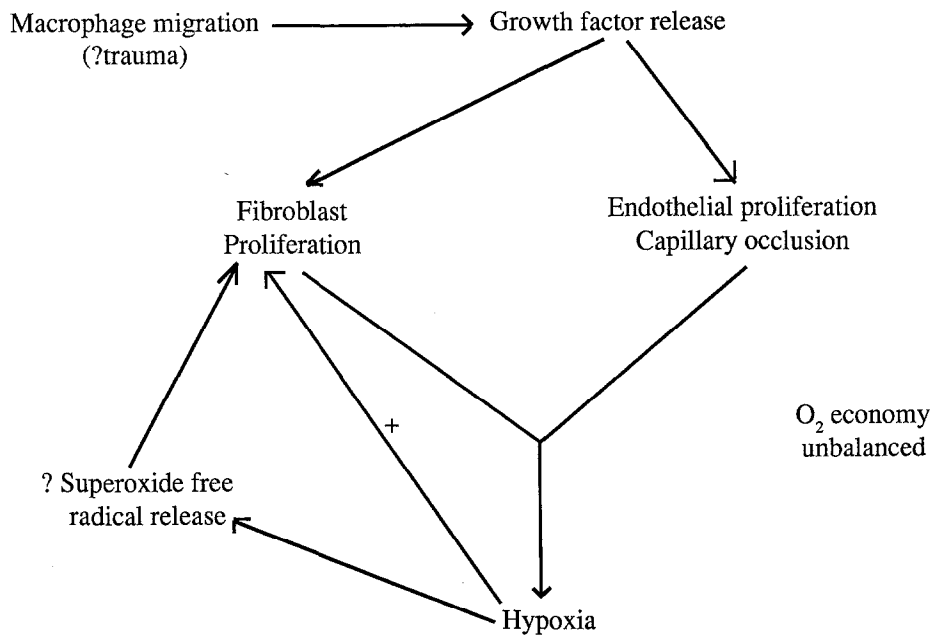 Macrophage migration
(?trauma)
Growth factor release
Fibroblast
Proliferation
Endothelial proliferation
Capillary occlusion
+
O₂ economy
unbalanced
? Superoxide free
radical release
Hypoxia